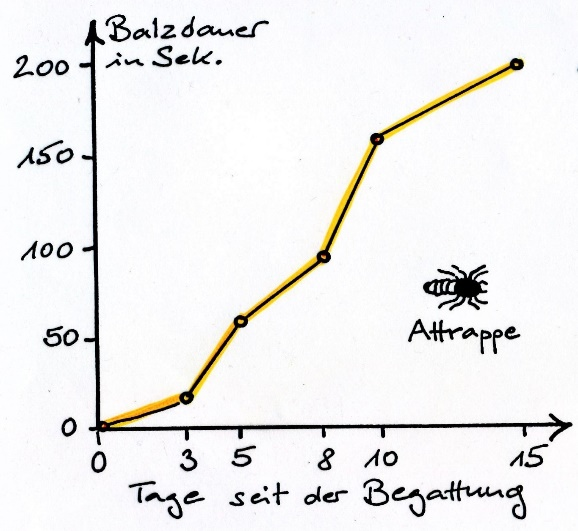 Balzdauer
in Sek.
200
150
100
50
0
Attrappe
0 3 5 8 10 15
Tage seit der Begattung